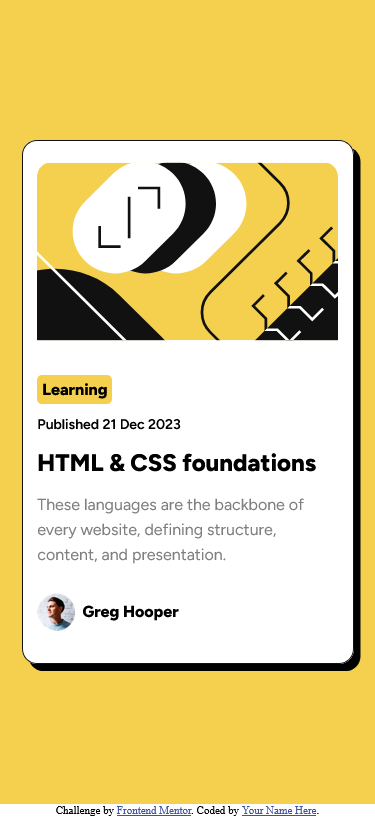 Learning
Published 21 Dec 2023
HTML & CSS foundations
These languages are the backbone of
every website, defining structure,
content, and presentation.
Greg Hooper
Challenge by Frontend Mentor. Coded by Your Name Here.